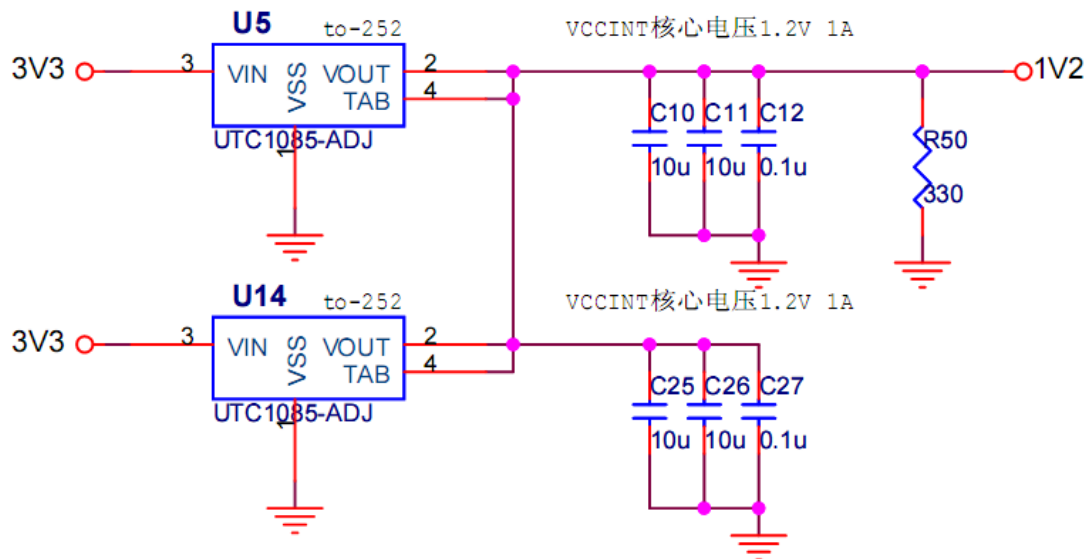 U5 to-252 VCCINT核心电压1.2V 1A
3V3 3 VIN VSS VOUT 2 1V2
TAB 4
1
UTC1085-ADJ
C10 C11 C12 R50
10u 10u 0.1u 330
U14 to-252 VCCINT核心电压1.2V 1A
3V3 3 VIN VSS VOUT 2
TAB 4
1
UTC1085-ADJ
C25 C26 C27
10u 10u 0.1u